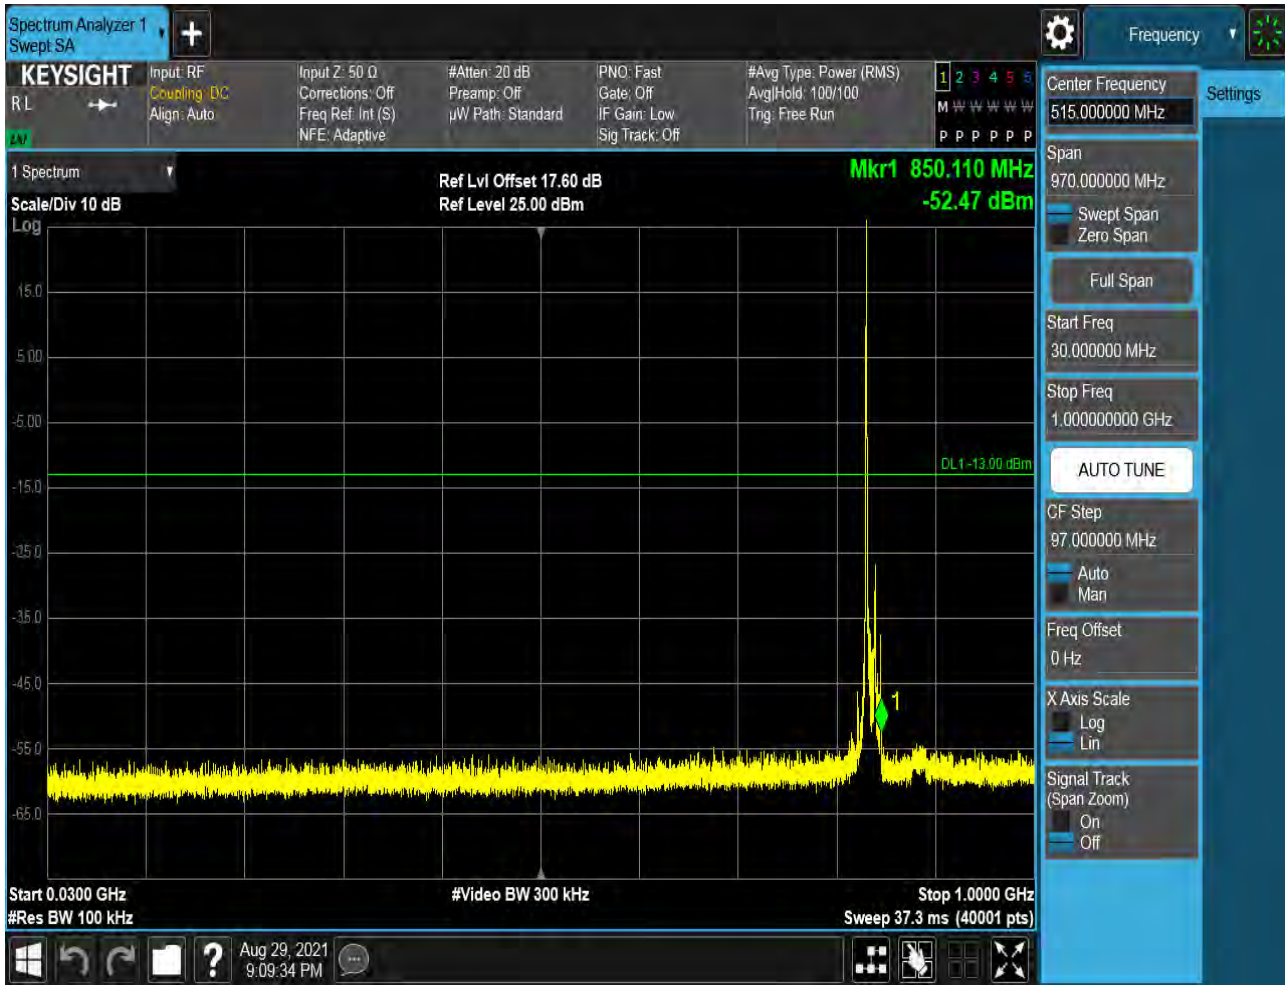 Spectrum Analyzer 1
Swept SA
+
Frequency
KEYSIGHT
R L
LNI
Input: RF
Coupling: DC
Align: Auto
Input Z: 50 Ω
Corrections: Off
Freq Ref: Int (S)
NFE: Adaptive
#Atten: 20 dB
Preamp: Off
µW Path: Standard
PNO: Fast
Gate: Off
IF Gain: Low
Sig Track: Off
#Avg Type: Power (RMS)
Avg|Hold: 100/100
Trig: Free Run
1 2 3 4 5 6
M W W W W W
P P P P P P
1 Spectrum
Scale/Div 10 dB
Log
Ref Lvl Offset 17.60 dB
Ref Level 25.00 dBm
Mkr1 850.110 MHz
-52.47 dBm
15.0
5.00
-5.00
-15.0
-25.0
-35.0
-45.0
-55.0
-65.0
DL1 -13.00 dBm
1
Start 0.0300 GHz
#Res BW 100 kHz
#Video BW 300 kHz
Stop 1.0000 GHz
Sweep 37.3 ms (40001 pts)
Center Frequency
515.000000 MHz
Settings
Span
970.000000 MHz
Swept Span
Zero Span
Full Span
Start Freq
30.000000 MHz
Stop Freq
1.000000000 GHz
AUTO TUNE
CF Step
97.000000 MHz
Auto
Man
Freq Offset
0 Hz
X Axis Scale
Log
Lin
Signal Track
(Span Zoom)
On
Off
?
Aug 29, 2021
9:09:34 PM